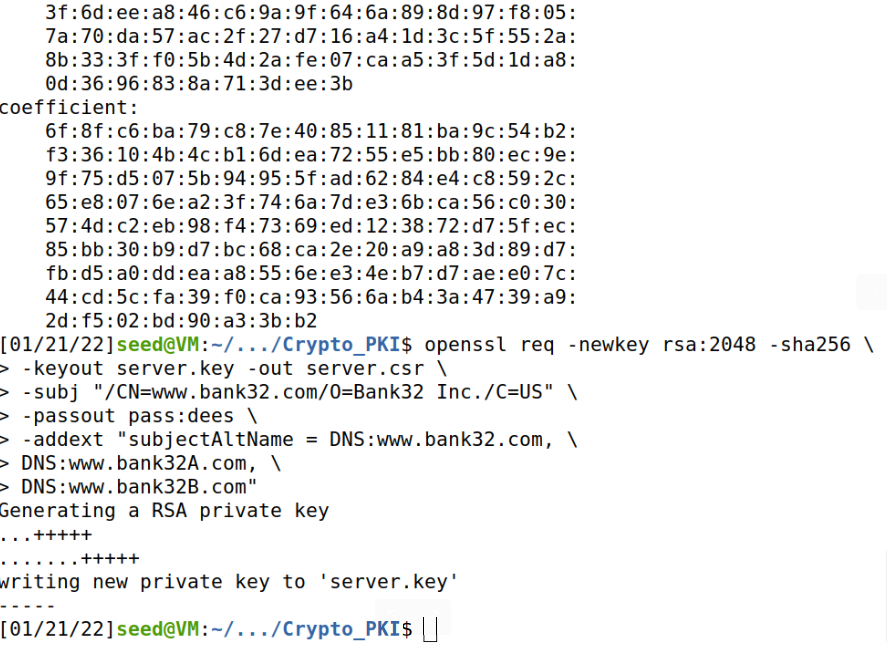 3f:6d:ee:a8:46:c6:9a:9f:64:6a:89:8d:97:f8:05:
7a:70:da:57:ac:2f:27:d7:16:a4:1d:3c:5f:55:2a:
8b:33:3f:f0:5b:4d:2a:fe:07:ca:a5:3f:5d:1d:a8:
0d:36:96:83:8a:71:3d:ee:3b
coefficient:
6f:8f:c6:ba:79:c8:7e:40:85:11:81:ba:9c:54:b2:
f3:36:10:4b:4c:b1:6d:ea:72:55:e5:bb:80:ec:9e:
9f:75:d5:07:5b:94:95:5f:ad:62:84:e4:c8:59:2c:
65:e8:07:6e:a2:3f:74:6a:7d:e3:6b:ca:56:c0:30:
57:4d:c2:eb:98:f4:73:69:ed:12:38:72:d7:5f:ec:
85:bb:30:b9:d7:bc:68:ca:2e:20:a9:a8:3d:89:d7:
fb:d5:a0:dd:ea:a8:55:6e:e3:4e:b7:d7:ae:e0:7c:
44:cd:5c:fa:39:f0:ca:93:56:6a:b4:3a:47:39:a9:
2d:f5:02:bd:90:a3:3b:b2
[01/21/22]seed@VM:~/.../Crypto_PKI$ openssl req -newkey rsa:2048 -sha256 \
> -keyout server.key -out server.csr \
> -subj "/CN=www.bank32.com/O=Bank32 Inc./C=US" \
> -passout pass:dees \
> -addext "subjectAltName = DNS:www.bank32.com, \
> DNS:www.bank32A.com, \
> DNS:www.bank32B.com"
Generating a RSA private key
...+++++
.......+++++
writing new private key to 'server.key'
-----
[01/21/22]seed@VM:~/.../Crypto_PKI$